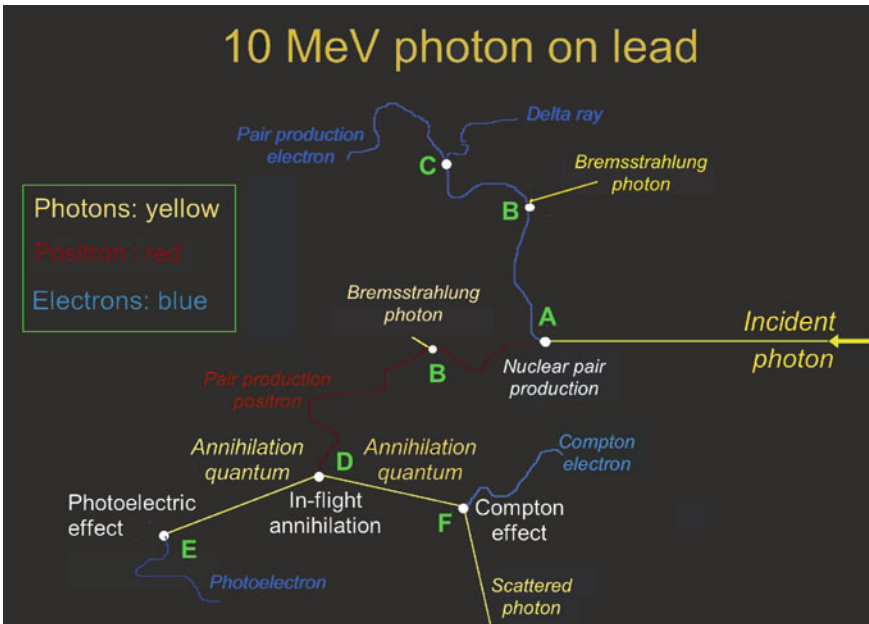 10 MeV photon on lead
Delta ray
Pair production
electron
C
Bremsstrahlung
photon
B
Photons: yellow
Positron: red
Electrons: blue
Bremsstrahlung
photon
A
Incident
photon
B
Nuclear pair
production
Pair production
positron
Annihilation
quantum
D
Annihilation
quantum
Compton
electron
Photoelectric
effect
In-flight
annihilation
F
Compton
effect
E
Photoelectron
Scattered
photon